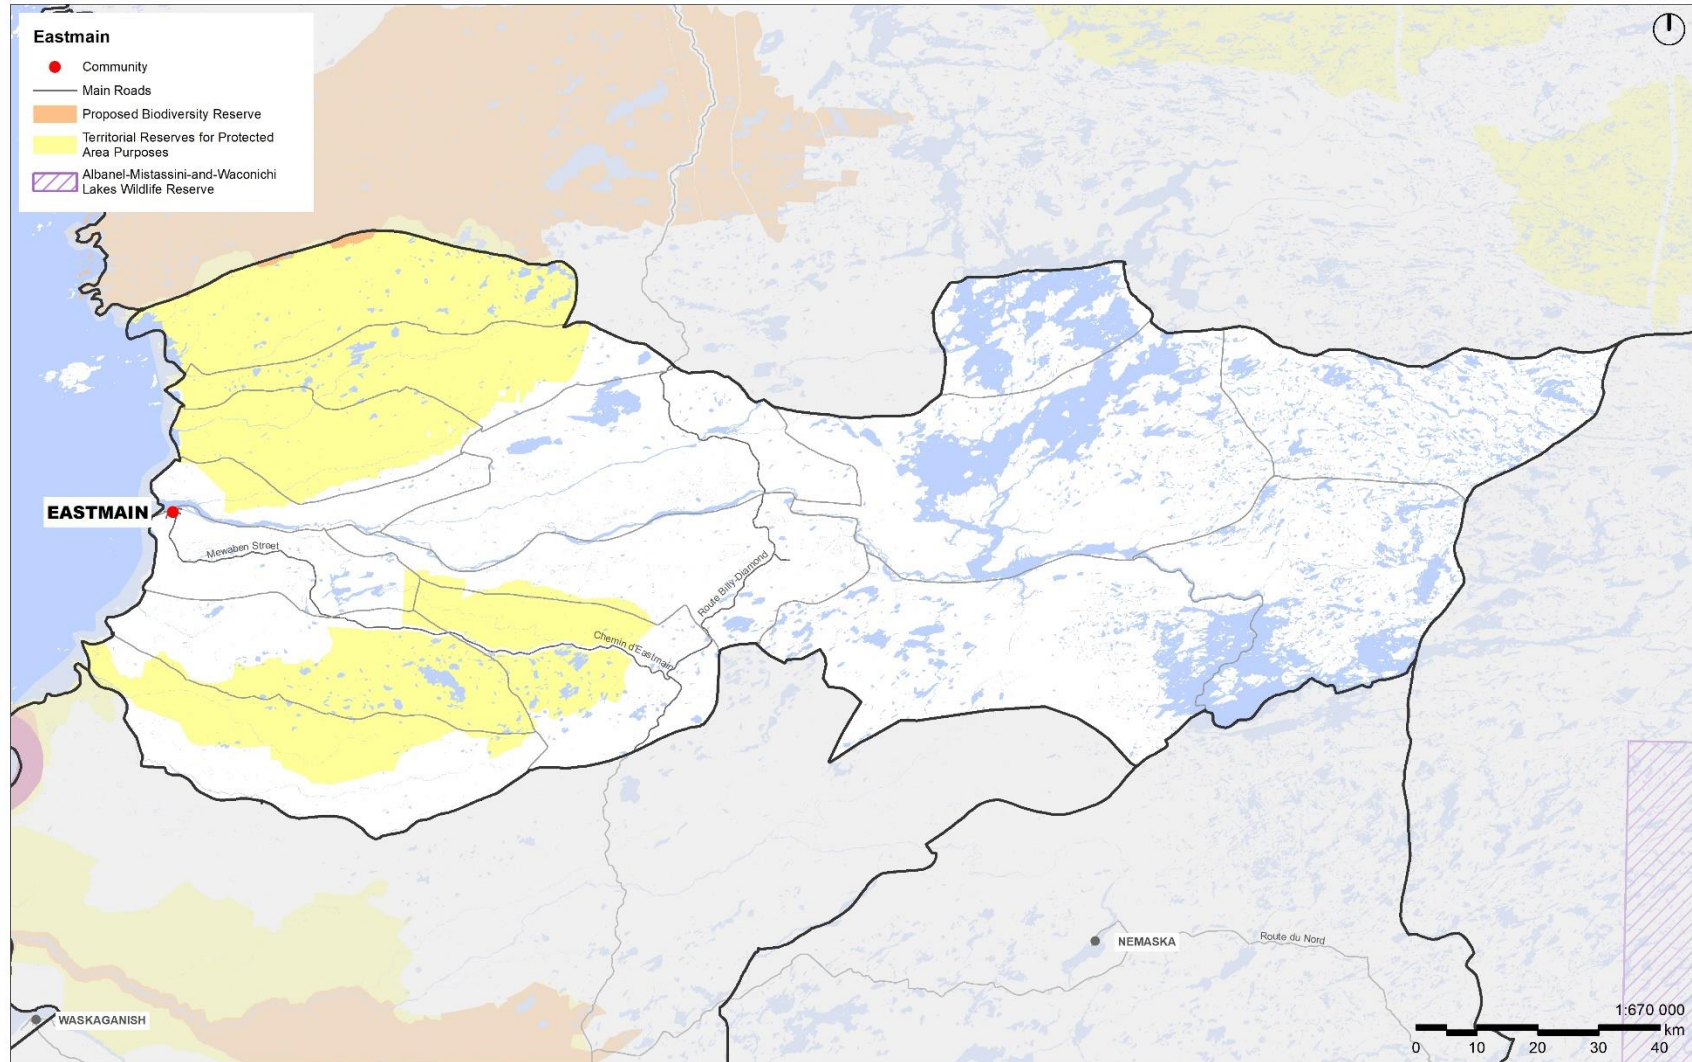 Eastmain
Community
Main Roads
Proposed Biodiversity Reserve
Territorial Reserves for Protected
Area Purposes
Albanel-Mistassini-and-Waconichi
Lakes Wildlife Reserve
EASTMAIN
Mewaben Street
Route Billy-Diamond
Chemin d'Eastmain
NEMASKA
Route du Nord
WASKAGANISH
1:670 000
km
0 10 20 30 40